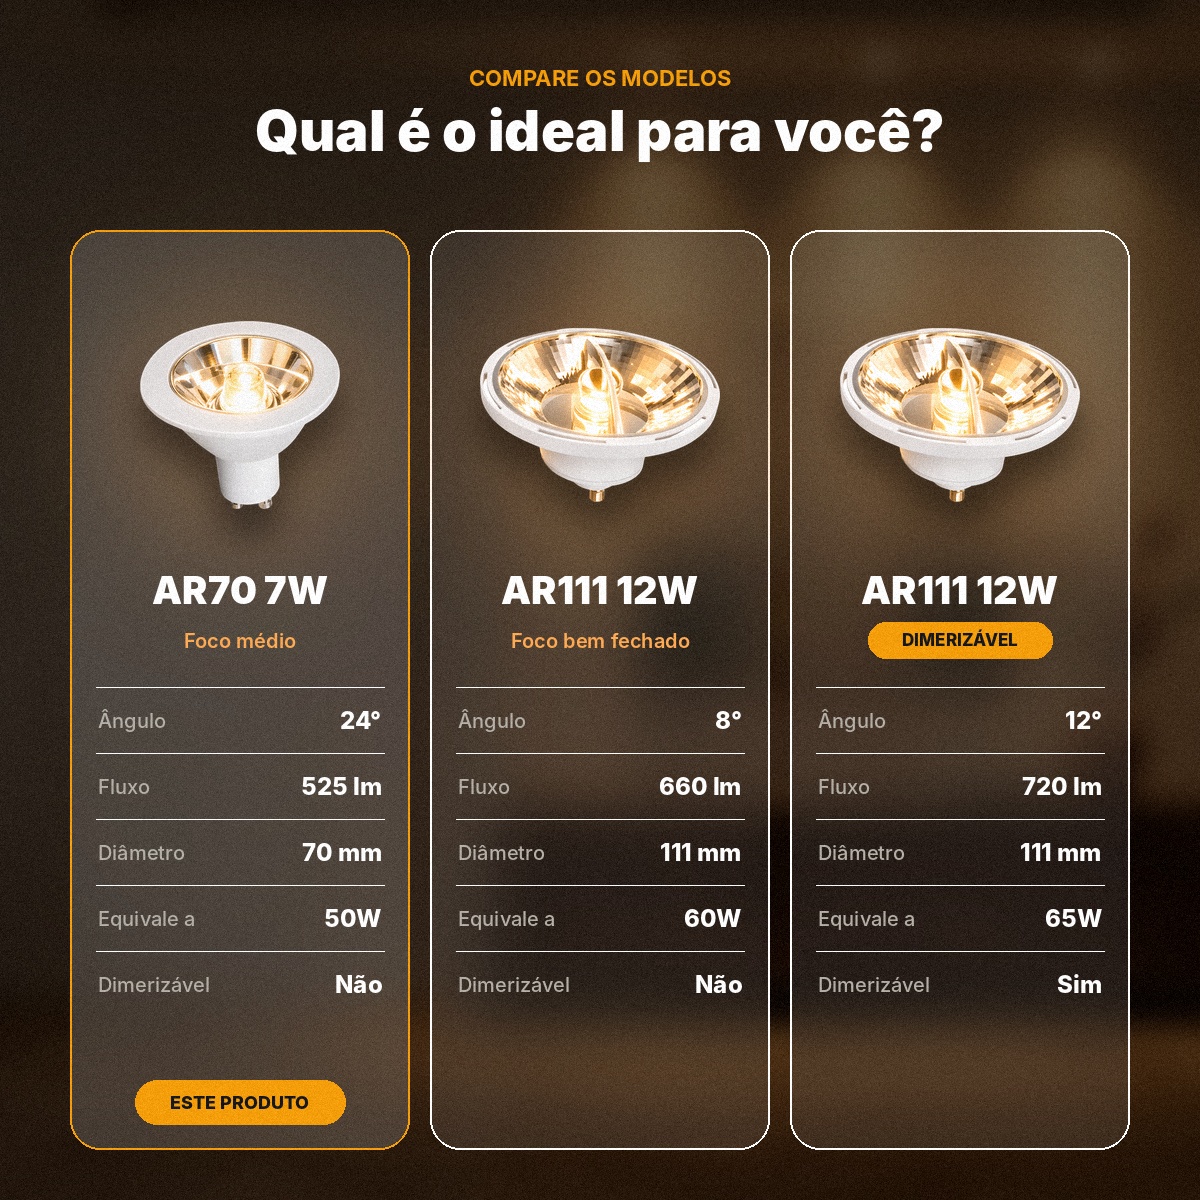 COMPARE OS MODELOS
Qual é o ideal para você?
AR70 7W
Foco médio
Ângulo 24°
Fluxo 525 lm
Diâmetro 70 mm
Equivale a 50W
Dimerizável Não
ESTE PRODUTO
AR111 12W
Foco bem fechado
Ângulo 8°
Fluxo 660 lm
Diâmetro 111 mm
Equivale a 60W
Dimerizável Não
AR111 12W
DIMERIZÁVEL
Ângulo 12°
Fluxo 720 lm
Diâmetro 111 mm
Equivale a 65W
Dimerizável Sim